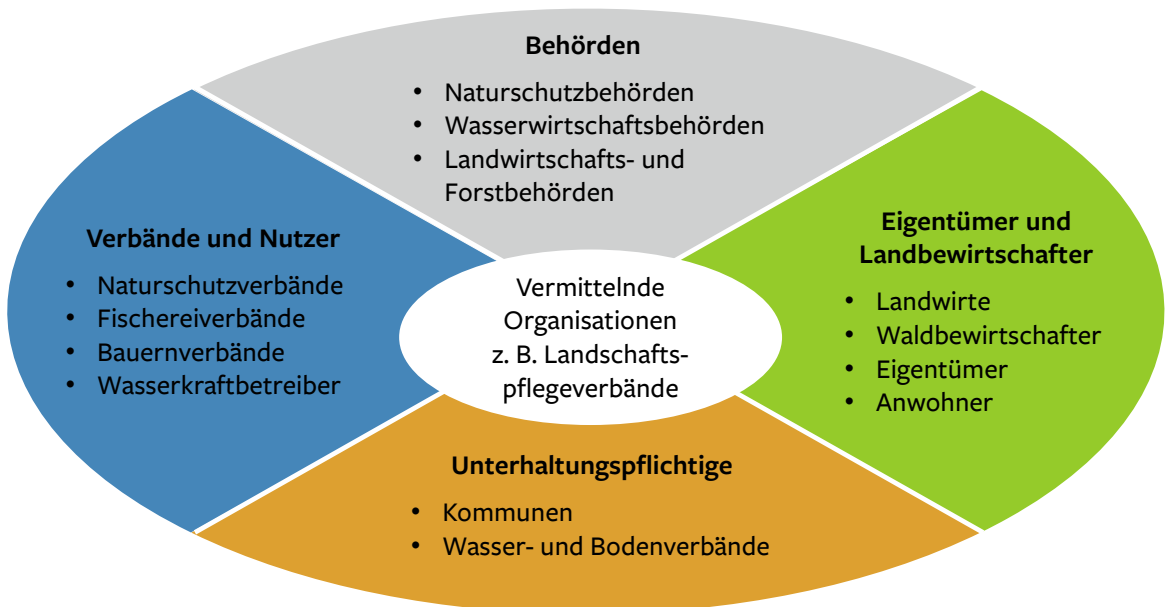 Behörden
• Naturschutzbehörden
• Wasserwirtschaftsbehörden
• Landwirtschafts- und
Forstbehörden
Verbände und Nutzer
• Naturschutzverbände
• Fischereiverbände
• Bauernverbände
• Wasserkraftbetreiber
Vermittelnde
Organisationen
z. B. Landschafts-
pflegeverbände
Eigentümer und
Landbewirtschafter
• Landwirte
• Waldbewirtschafter
• Eigentümer
• Anwohner
Unterhaltungspflichtige
• Kommunen
• Wasser- und Bodenverbände